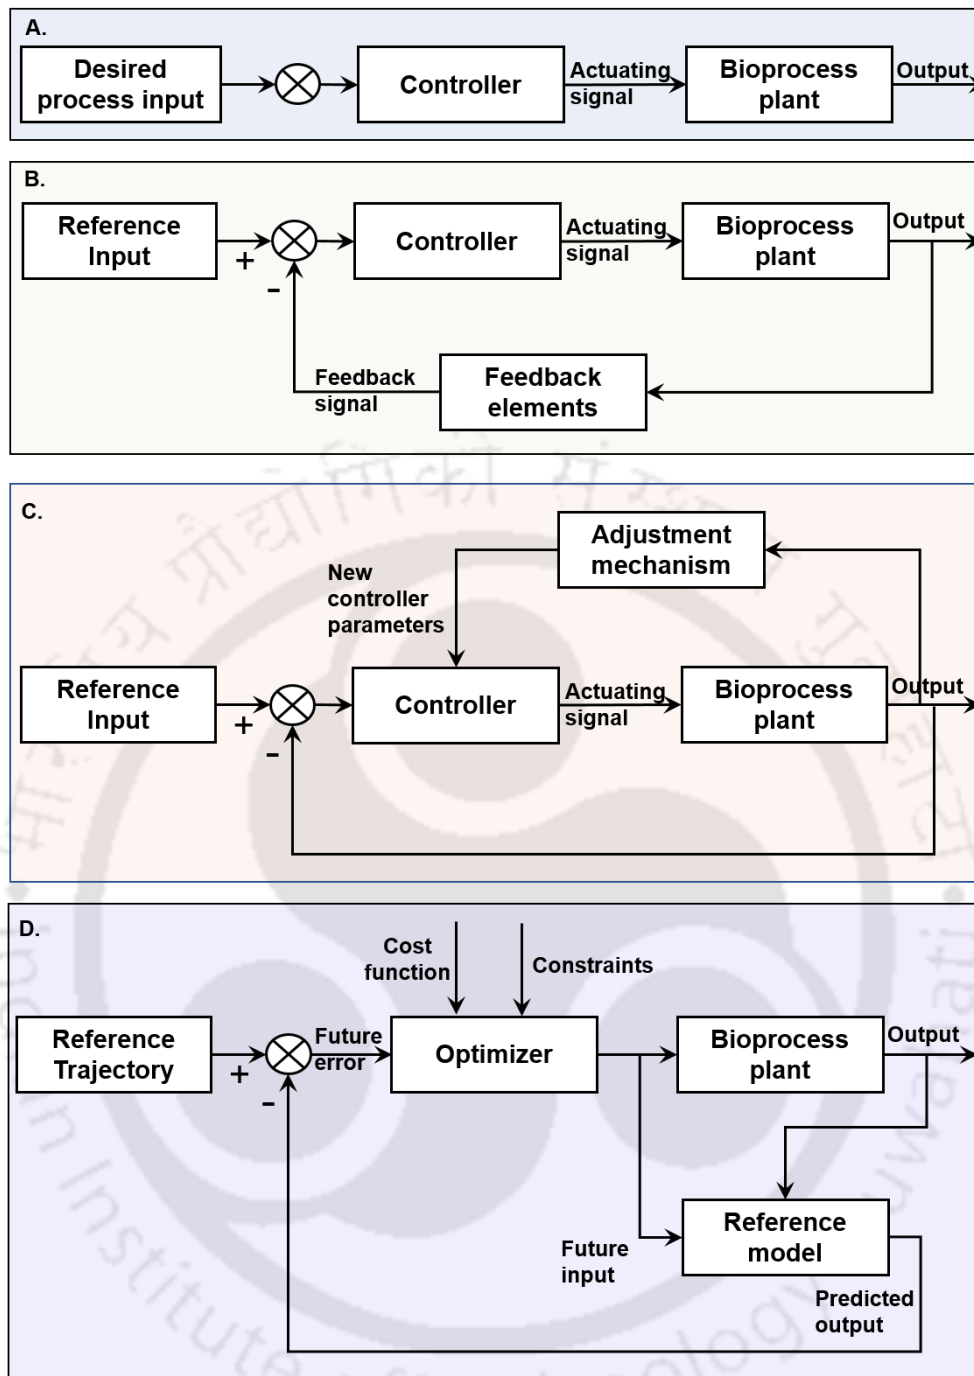 A.
Desired
process input
Controller
Actuating
signal
Bioprocess
plant
Output
B.
Reference
Input
+
-
Controller
Actuating
signal
Bioprocess
plant
Output
Feedback
signal
Feedback
elements
C.
Adjustment
mechanism
New
controller
parameters
Reference
Input
+
-
Controller
Actuating
signal
Bioprocess
plant
Output
D.
Cost
function
Constraints
Reference
Trajectory
+
-
Future
error
Optimizer
Bioprocess
plant
Output
Reference
model
Future
input
Predicted
output